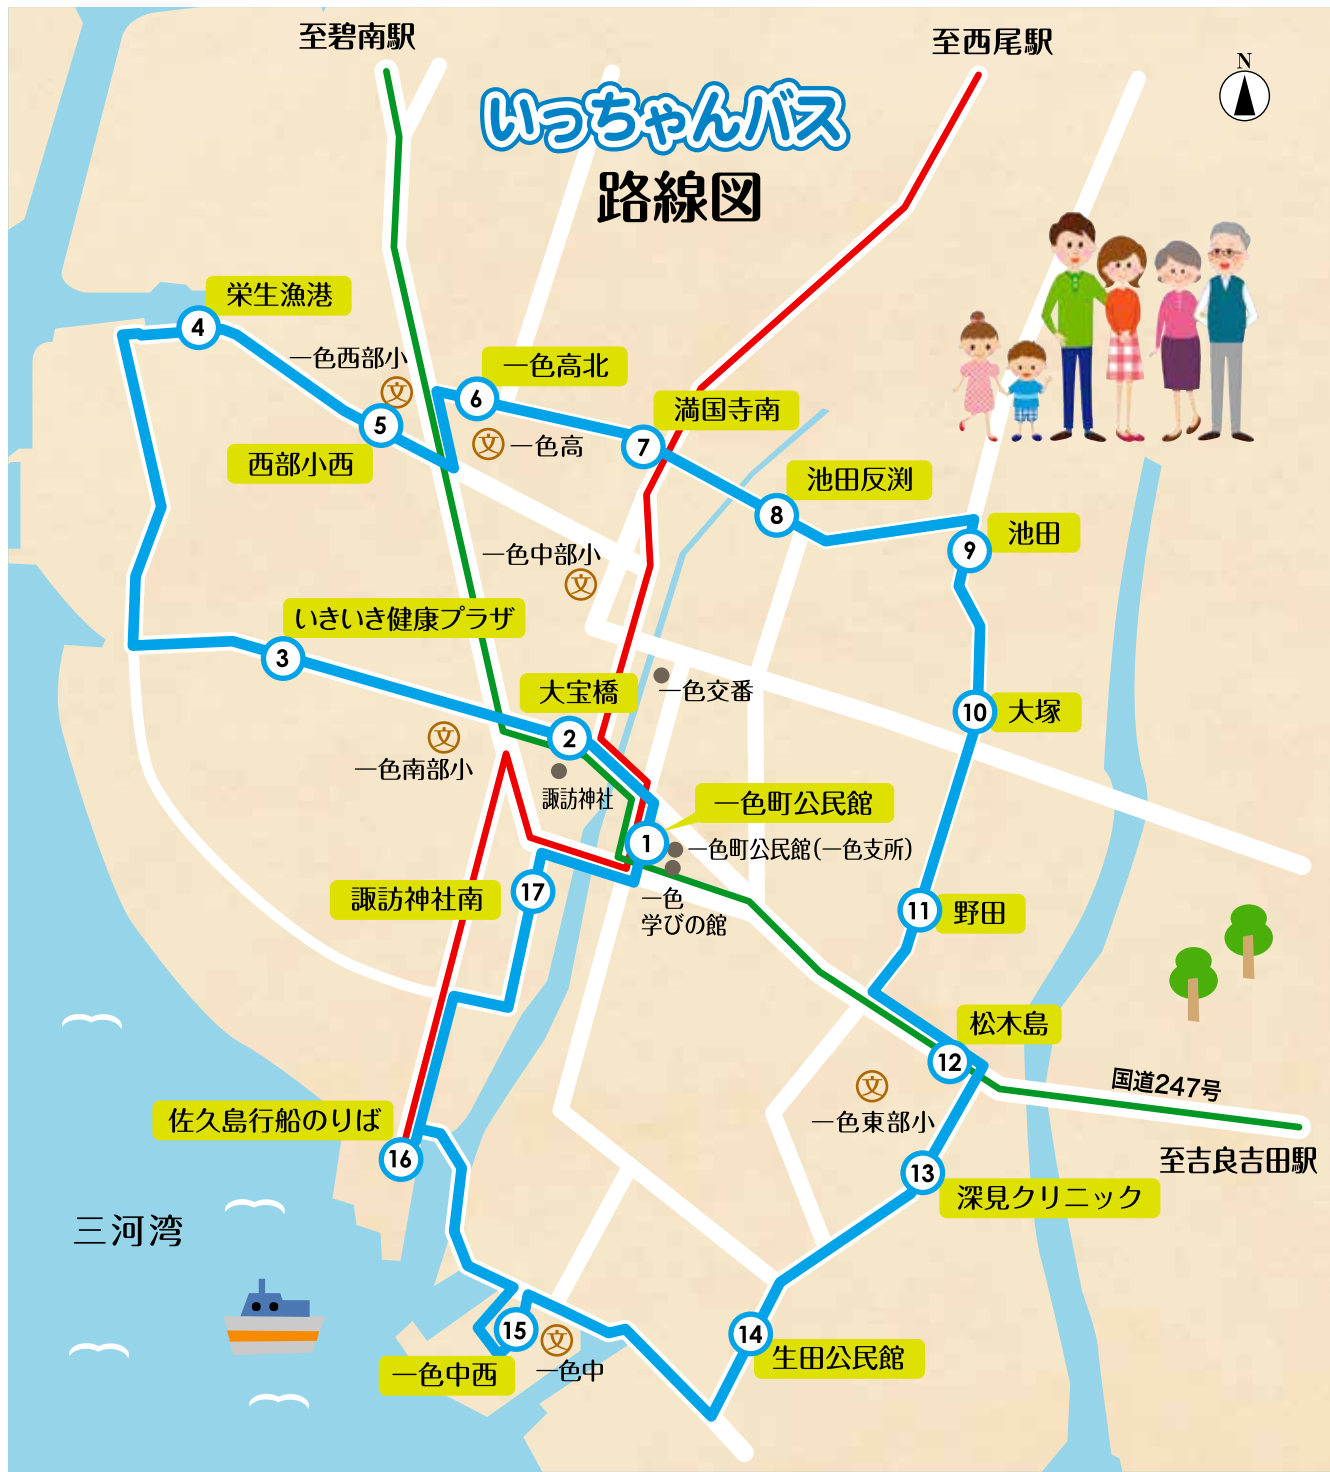 至碧南駅
至西尾駅
N
いっちゃんバス
路線図
栄生漁港
4
一色西部小
文
5
西部小西
一色高北
6
文
一色高
満国寺南
7
池田反渕
8
池田
9
一色中部小
文
いきいき健康プラザ
3
大宝橋
2
一色交番
大塚
10
文
一色南部小
諏訪神社
一色町公民館
1
一色町公民館(一色支所)
一色
学びの館
諏訪神社南
17
野田
11
松木島
12
国道247号
至吉良吉田駅
文
一色東部小
佐久島行船のりば
16
13
深見クリニック
三河湾
15
文
一色中
一色中西
14
生田公民館